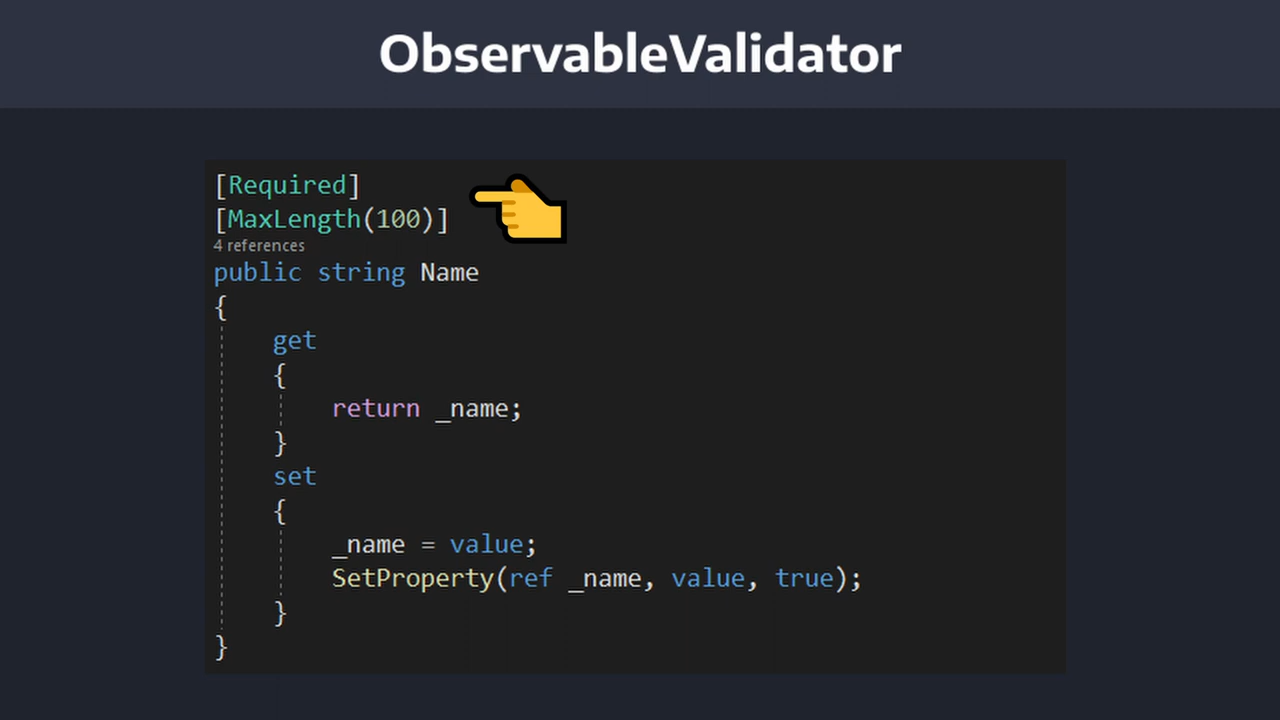 ObservableValidator
[Required]
[MaxLength(100)]
4 references
public string Name
{
get
{
return _name;
}
set
{
_name = value;
SetProperty(ref _name, value, true);
}
}